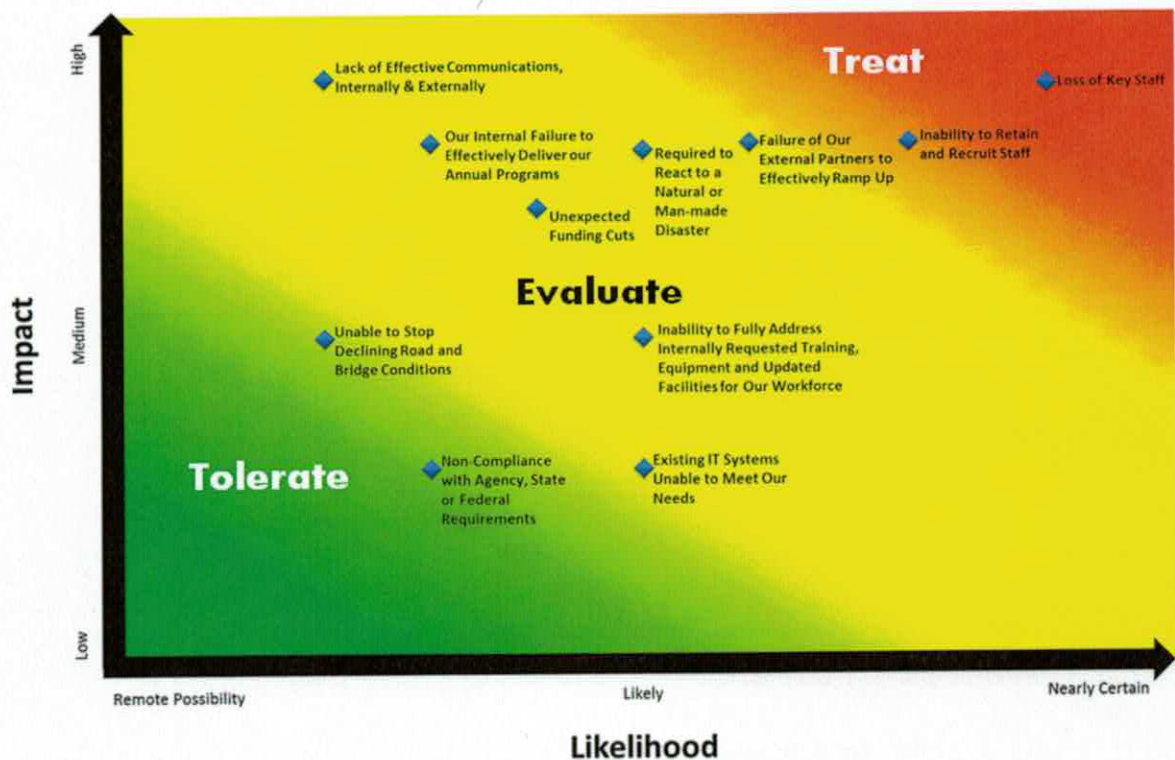 High
Treat
Lack of Effective Communications,
Internally & Externally
Loss of Key Staff
Our Internal Failure to
Effectively Deliver our
Annual Programs
Required to
React to a
Natural or
Man-made
Disaster
Failure of Our
External Partners to
Effectively Ramp Up
Inability to Retain
and Recruit Staff
Unexpected
Funding Cuts
Evaluate
Impact
Medium
Unable to Stop
Declining Road and
Bridge Conditions
Inability to Fully Address
Internally Requested Training,
Equipment and Updated
Facilities for Our Workforce
Tolerate
Non-Compliance
with Agency, State
or Federal
Requirements
Existing IT Systems
Unable to Meet Our
Needs
Low
Remote Possibility
Likely
Nearly Certain
Likelihood